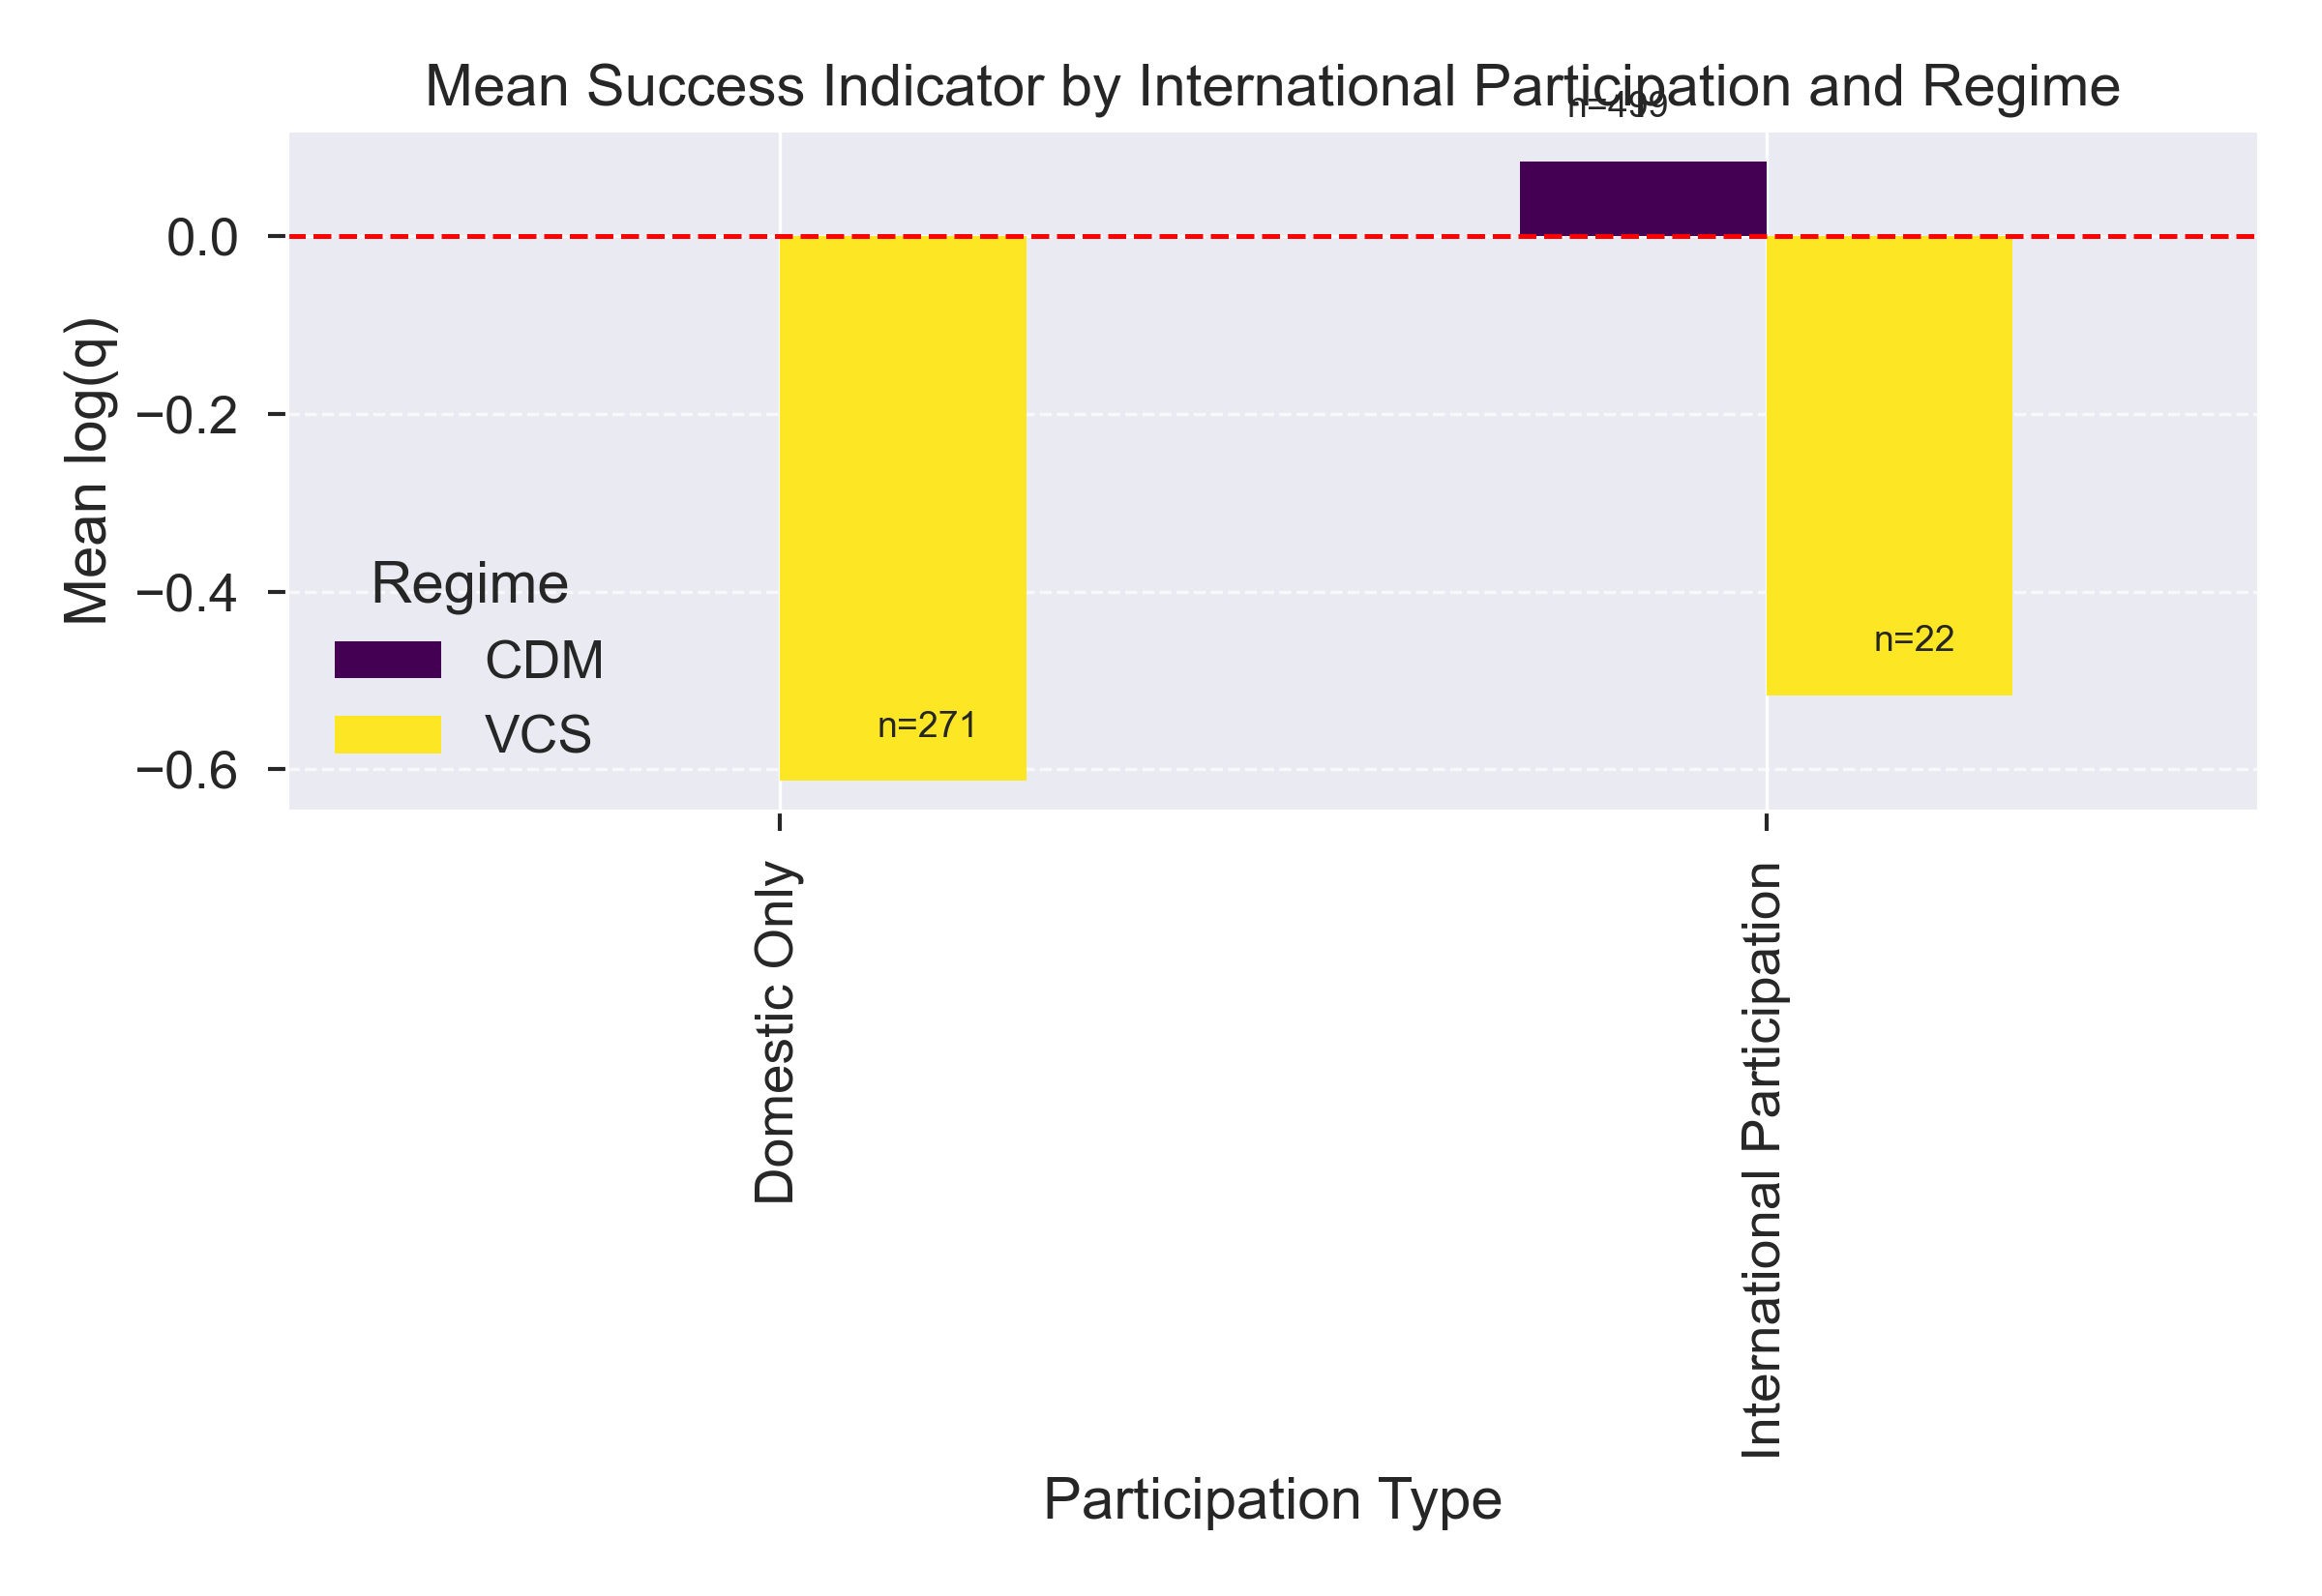 Mean Success Indicator by International Participation and Regime
n=499
0.0
−0.2
−0.4
−0.6
Mean log(q)
Regime
CDM
VCS
n=271
n=22
Domestic Only
International Participation
Participation Type